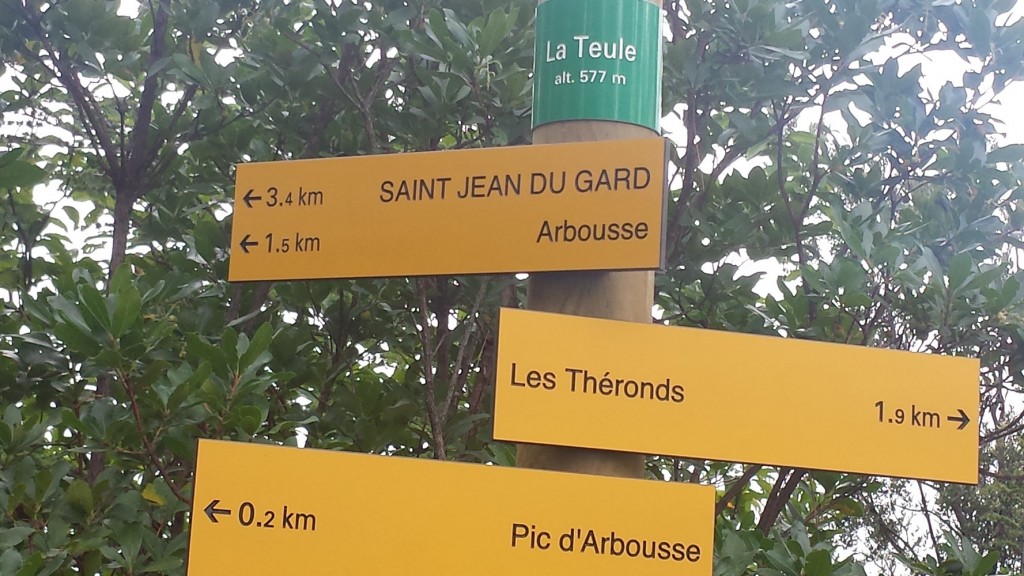 La Teule
alt. 577 m
← 3.4 km SAINT JEAN DU GARD
← 1.5 km Arbousse
Les Théronds 1.9 km →
← 0.2 km Pic d'Arbousse